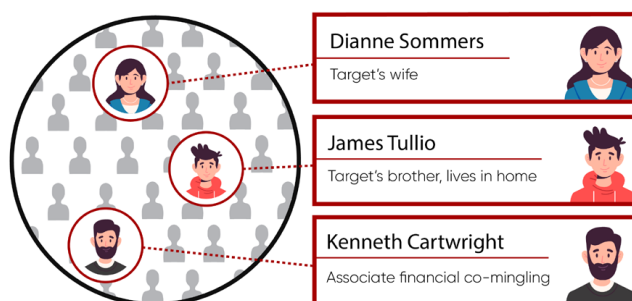 Dianne Sommers
Target's wife
James Tullio
Target's brother, lives in home
Kenneth Cartwright
Associate financial co-mingling